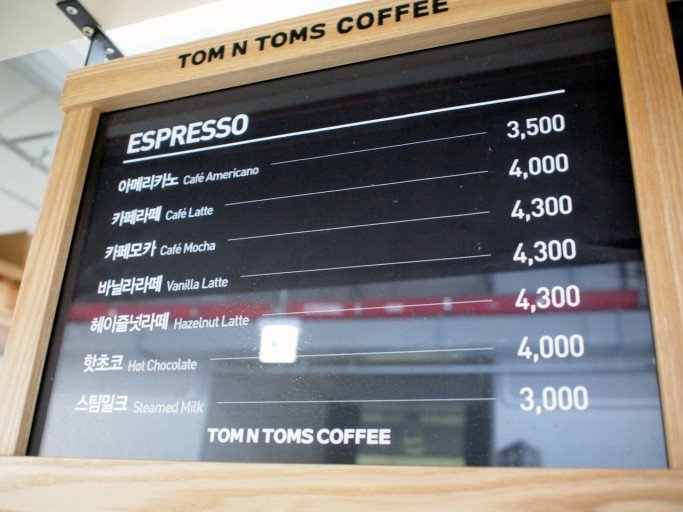 TOM N TOMS COFFEE
ESPRESSO
아메리카노 Café Americano 3,500
카페라떼 Café Latte 4,000
카페모카 Café Mocha 4,300
바닐라라떼 Vanilla Latte 4,300
헤이즐넛라떼 Hazelnut Latte 4,300
핫초코 Hot Chocolate 4,000
스팀밀크 Steamed Milk 3,000
TOM N TOMS COFFEE